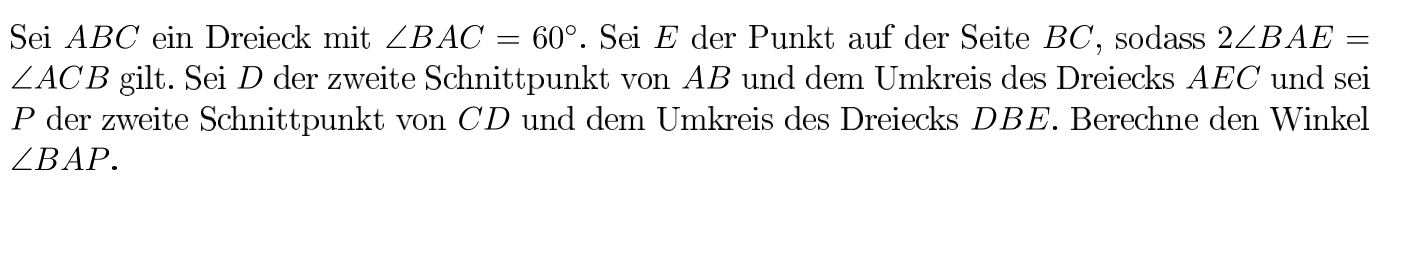 Sei ABC ein Dreieck mit ∠BAC = 60°. Sei E der Punkt auf der Seite BC, sodass 2∠BAE =
∠ACB gilt. Sei D der zweite Schnittpunkt von AB und dem Umkreis des Dreiecks AEC und sei
P der zweite Schnittpunkt von CD und dem Umkreis des Dreiecks DBE. Berechne den Winkel
∠BAP.